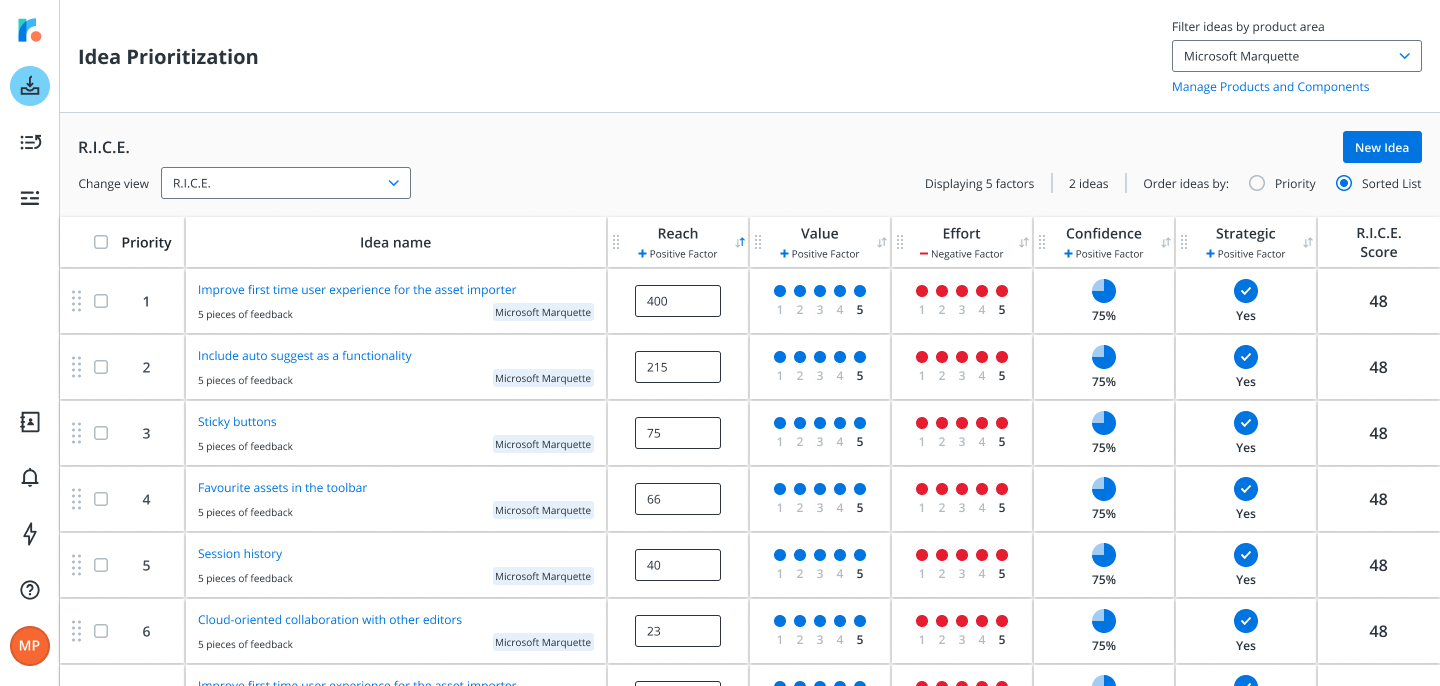 Idea Prioritization
Filter ideas by product area
Microsoft Marquette
Manage Products and Components
R.I.C.E.
New Idea
Change view
R.I.C.E.
Displaying 5 factors
2 ideas
Order ideas by:
Priority
Sorted List
Priority
Idea name
Reach
+ Positive Factor
Value
+ Positive Factor
Effort
− Negative Factor
Confidence
+ Positive Factor
Strategic
+ Positive Factor
R.I.C.E.
Score
1
Improve first time user experience for the asset importer
5 pieces of feedback
Microsoft Marquette
400
1 2 3 4 5
1 2 3 4 5
75%
Yes
48
2
Include auto suggest as a functionality
5 pieces of feedback
Microsoft Marquette
215
1 2 3 4 5
1 2 3 4 5
75%
Yes
48
3
Sticky buttons
5 pieces of feedback
Microsoft Marquette
75
1 2 3 4 5
1 2 3 4 5
75%
Yes
48
4
Favourite assets in the toolbar
5 pieces of feedback
Microsoft Marquette
66
1 2 3 4 5
1 2 3 4 5
75%
Yes
48
5
Session history
5 pieces of feedback
Microsoft Marquette
40
1 2 3 4 5
1 2 3 4 5
75%
Yes
48
6
Cloud-oriented collaboration with other editors
5 pieces of feedback
Microsoft Marquette
23
1 2 3 4 5
1 2 3 4 5
75%
Yes
48
Improve first time user experience for the asset importer
MP